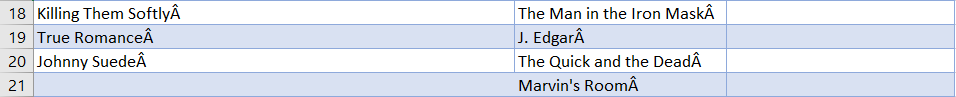 18 Killing Them SoftlyÂ The Man in the Iron MaskÂ
19 True RomanceÂ J. EdgarÂ
20 Johnny SuedeÂ The Quick and the DeadÂ
21 Marvin's RoomÂ